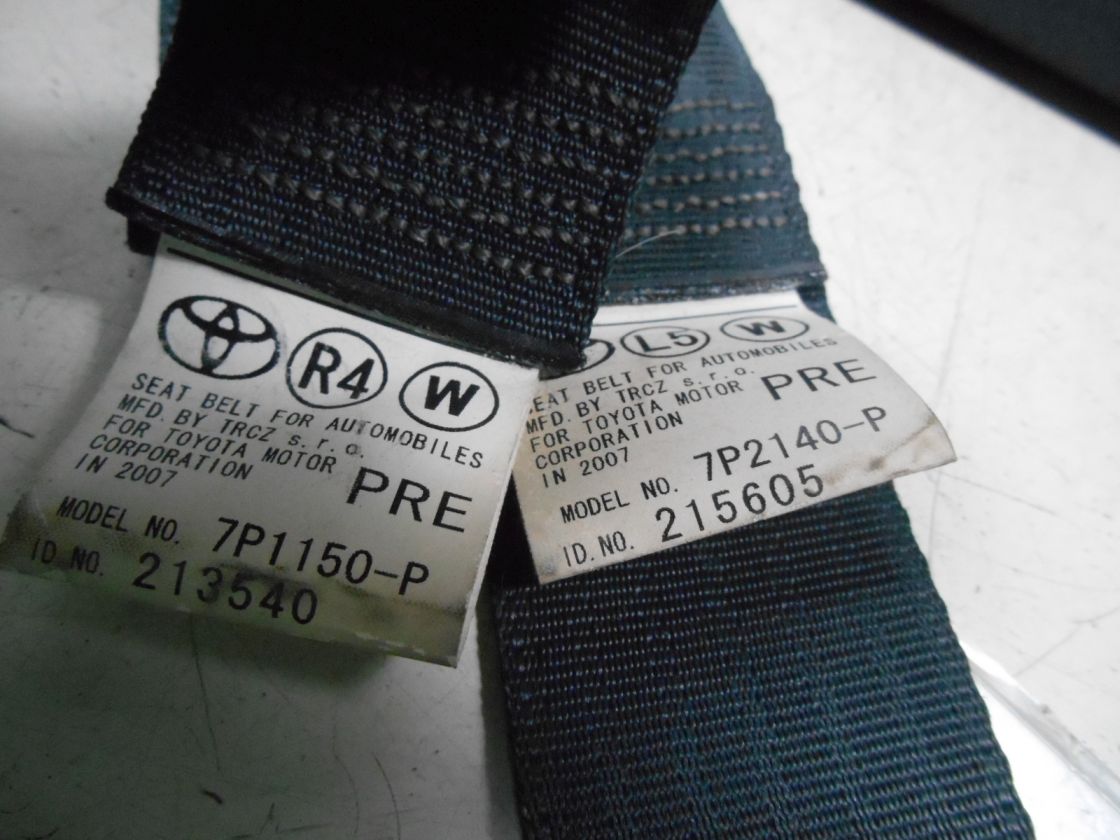 R4 W
SEAT BELT FOR AUTOMOBILES
MFD. BY TRCZ s.r.o.
FOR TOYOTA MOTOR
CORPORATION
IN 2007
PRE
MODEL NO. 7P1150-P
ID NO. 213540
L5 W
SEAT BELT FOR AUTOMOBILES
MFD. BY TRCZ s.r.o.
FOR TOYOTA MOTOR
CORPORATION
IN 2007
PRE
MODEL NO. 7P2140-P
ID. NO. 215605